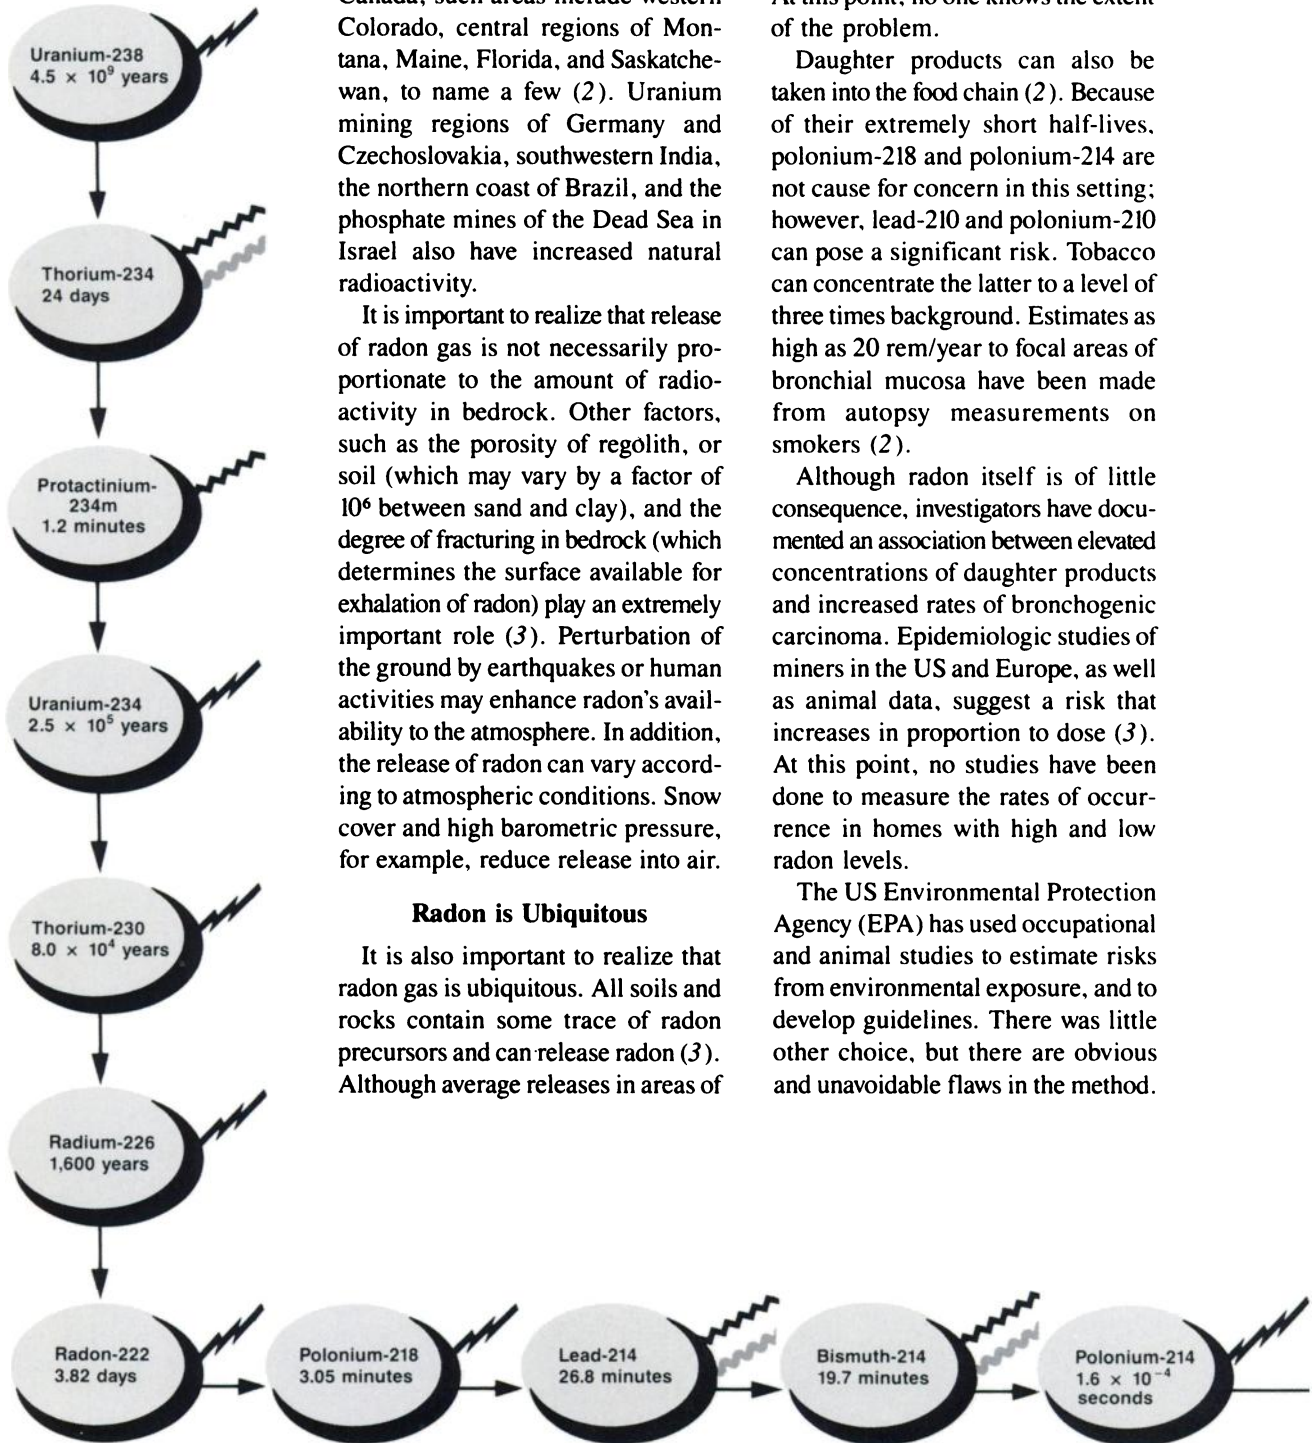 Uranium-238
4.5 × 10⁹ years
Thorium-234
24 days
Protactinium-
234m
1.2 minutes
Uranium-234
2.5 × 10⁵ years
Thorium-230
8.0 × 10⁴ years
Radium-226
1,600 years
Radon-222
3.82 days
Polonium-218
3.05 minutes
Lead-214
26.8 minutes
Bismuth-214
19.7 minutes
Polonium-214
1.6 × 10⁻⁴
seconds
Canada, such areas include western
Colorado, central regions of Mon-
tana, Maine, Florida, and Saskatche-
wan, to name a few (2). Uranium
mining regions of Germany and
Czechoslovakia, southwestern India,
the northern coast of Brazil, and the
phosphate mines of the Dead Sea in
Israel also have increased natural
radioactivity.
It is important to realize that release
of radon gas is not necessarily pro-
portionate to the amount of radio-
activity in bedrock. Other factors,
such as the porosity of regolith, or
soil (which may vary by a factor of
10⁶ between sand and clay), and the
degree of fracturing in bedrock (which
determines the surface available for
exhalation of radon) play an extremely
important role (3). Perturbation of
the ground by earthquakes or human
activities may enhance radon's avail-
ability to the atmosphere. In addition,
the release of radon can vary accord-
ing to atmospheric conditions. Snow
cover and high barometric pressure,
for example, reduce release into air.
Radon is Ubiquitous
It is also important to realize that
radon gas is ubiquitous. All soils and
rocks contain some trace of radon
precursors and can release radon (3).
Although average releases in areas of
At this point, no one knows the extent
of the problem.
Daughter products can also be
taken into the food chain (2). Because
of their extremely short half-lives,
polonium-218 and polonium-214 are
not cause for concern in this setting;
however, lead-210 and polonium-210
can pose a significant risk. Tobacco
can concentrate the latter to a level of
three times background. Estimates as
high as 20 rem/year to focal areas of
bronchial mucosa have been made
from autopsy measurements on
smokers (2).
Although radon itself is of little
consequence, investigators have docu-
mented an association between elevated
concentrations of daughter products
and increased rates of bronchogenic
carcinoma. Epidemiologic studies of
miners in the US and Europe, as well
as animal data, suggest a risk that
increases in proportion to dose (3).
At this point, no studies have been
done to measure the rates of occur-
rence in homes with high and low
radon levels.
The US Environmental Protection
Agency (EPA) has used occupational
and animal studies to estimate risks
from environmental exposure, and to
develop guidelines. There was little
other choice, but there are obvious
and unavoidable flaws in the method.